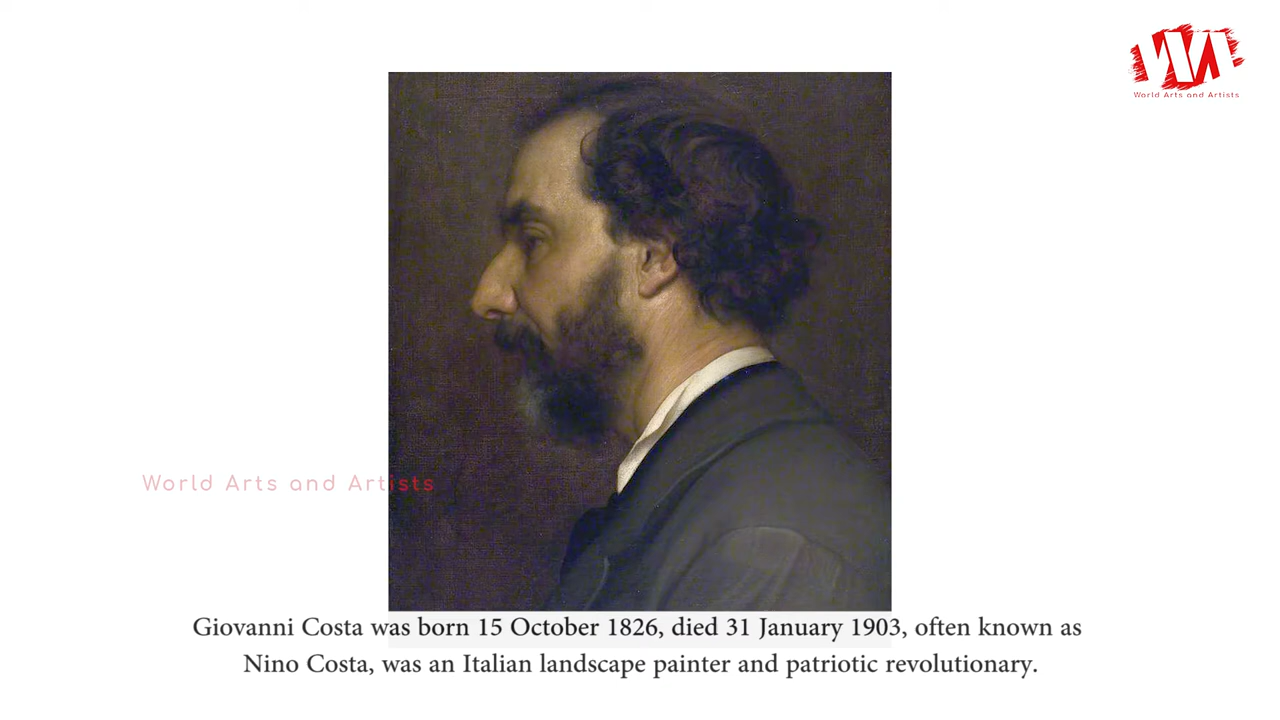 World Arts and Artists
World Arts and Artists
Giovanni Costa was born 15 October 1826, died 31 January 1903, often known as
Nino Costa, was an Italian landscape painter and patriotic revolutionary.